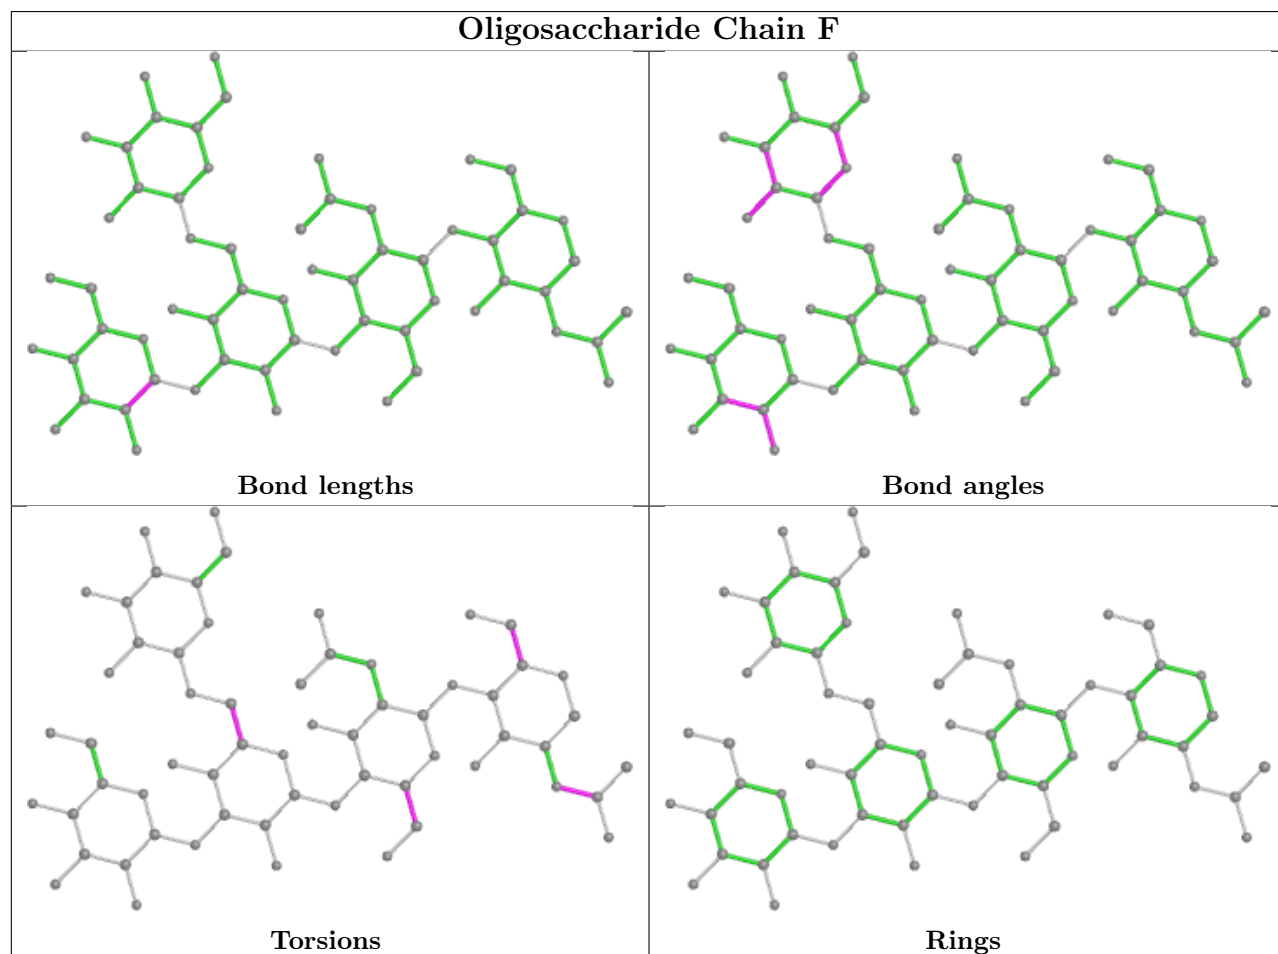 Oligosaccharide Chain F
Bond lengths
Bond angles
Torsions
Rings